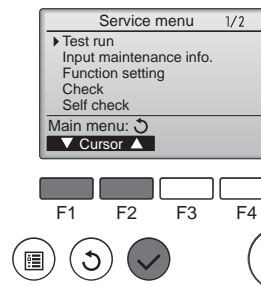 Service menu 1/2
Test run
Input maintenance info.
Function setting
Check
Self check
Main menu:
▼ Cursor ▲
F1 F2 F3 F4